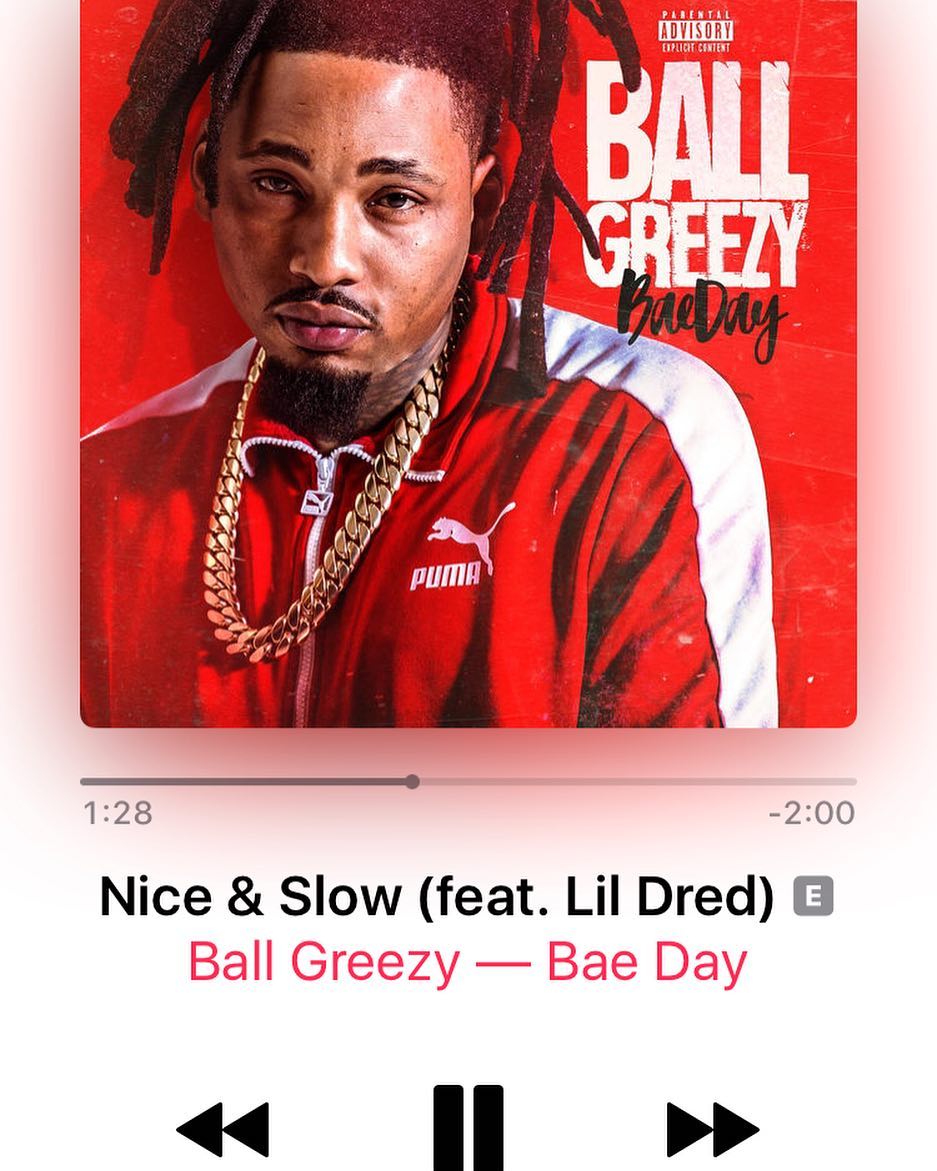 PARENTAL
ADVISORY
EXPLICIT CONTENT
BALL
GREEZY
BaeDay
PUMA
1:28
-2:00
Nice & Slow (feat. Lil Dred) E
Ball Greezy — Bae Day